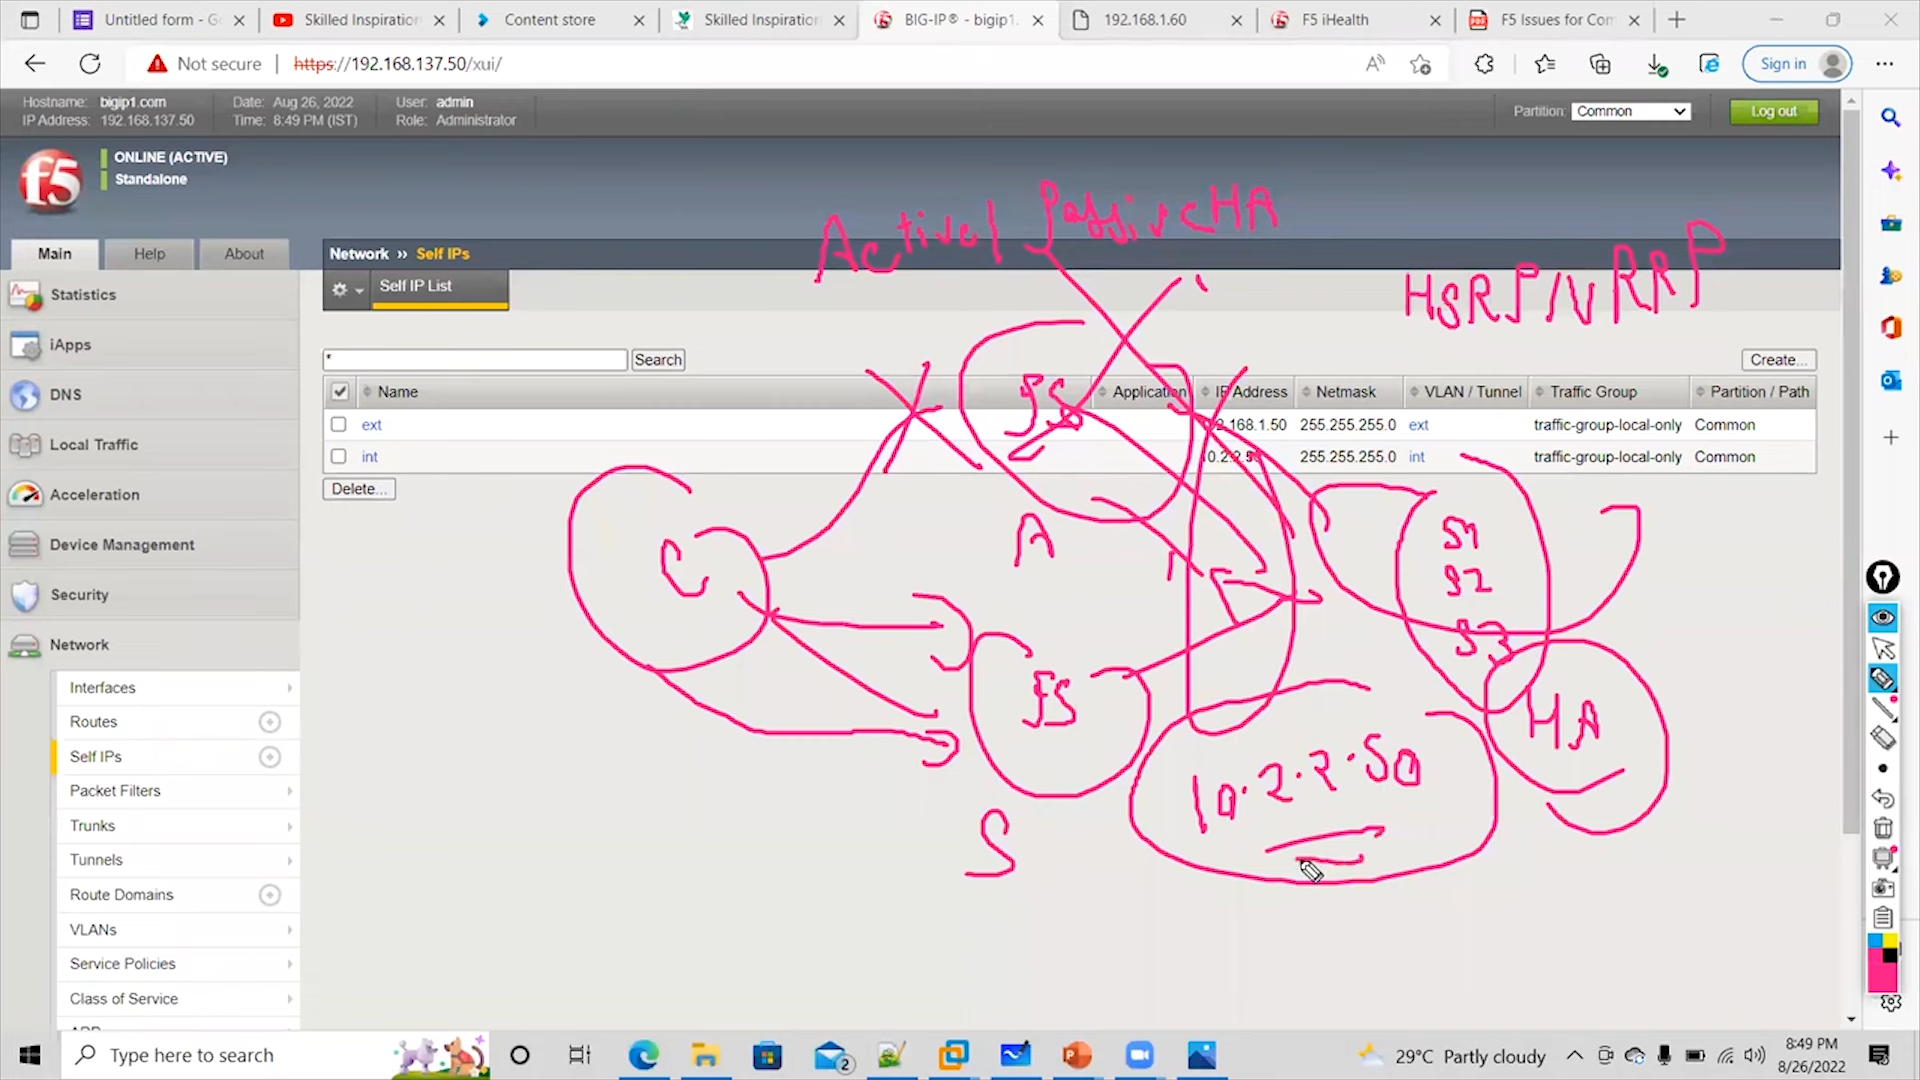 Untitled form - Go
Skilled Inspiration
Content store
Skilled Inspiration
BIG-IP® - bigip1.
192.168.1.60
F5 iHealth
F5 Issues for Com
Not secure
https://192.168.137.50/xui/
Sign in
Hostname: bigip1.com
Date: Aug 26, 2022
User: admin
IP Address: 192.168.137.50
Time: 8:49 PM (IST)
Role: Administrator
Partition: Common
Log out
f5
ONLINE (ACTIVE)
Standalone
Main
Help
About
Network » Self IPs
Self IP List
Statistics
iApps
DNS
Local Traffic
Acceleration
Device Management
Security
Network
Interfaces
Routes
Self IPs
Packet Filters
Trunks
Tunnels
Route Domains
VLANs
Service Policies
Class of Service
*
Search
Create...
Name
Application
IP Address
Netmask
VLAN / Tunnel
Traffic Group
Partition / Path
ext
.168.1.50
255.255.255.0
ext
traffic-group-local-only
Common
int
10.2.2.50
255.255.255.0
int
traffic-group-local-only
Common
Delete...
HA
HSRP/VRRP
C
A
S1
S2
S3
HA
10.2.2.50
S
Type here to search
2
29°C Partly cloudy
8:49 PM
8/26/2022